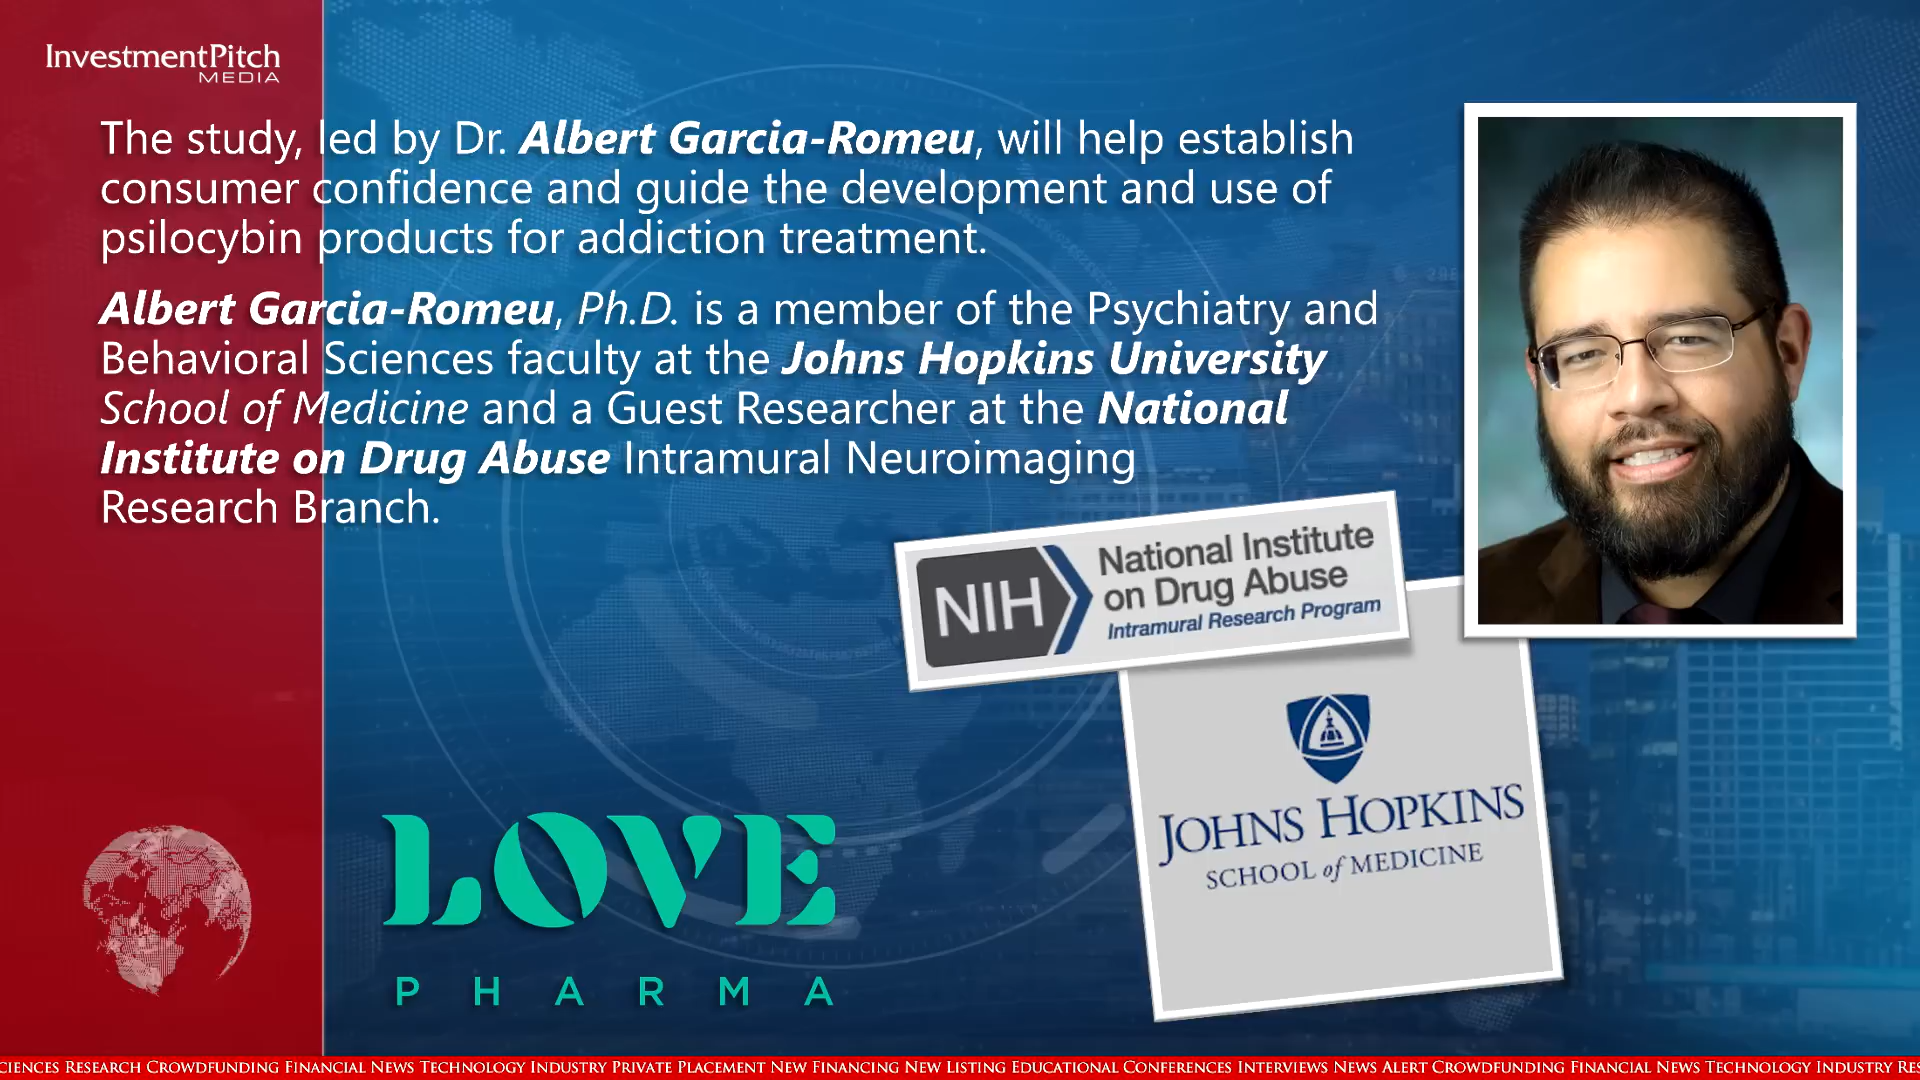 InvestmentPitch
MEDIA
The study, led by Dr. Albert Garcia-Romeu, will help establish
consumer confidence and guide the development and use of
psilocybin products for addiction treatment.
Albert Garcia-Romeu, Ph.D. is a member of the Psychiatry and
Behavioral Sciences faculty at the Johns Hopkins University
School of Medicine and a Guest Researcher at the National
Institute on Drug Abuse Intramural Neuroimaging
Research Branch.
NIH
National Institute
on Drug Abuse
Intramural Research Program
JOHNS HOPKINS
SCHOOL of MEDICINE
LOVE
PHARMA
CIENCES RESEARCH CROWDFUNDING FINANCIAL NEWS TECHNOLOGY INDUSTRY PRIVATE PLACEMENT NEW FINANCING NEW LISTING EDUCATIONAL CONFERENCES INTERVIEWS NEWS ALERT CROWDFUNDING FINANCIAL NEWS TECHNOLOGY INDUSTRY RES